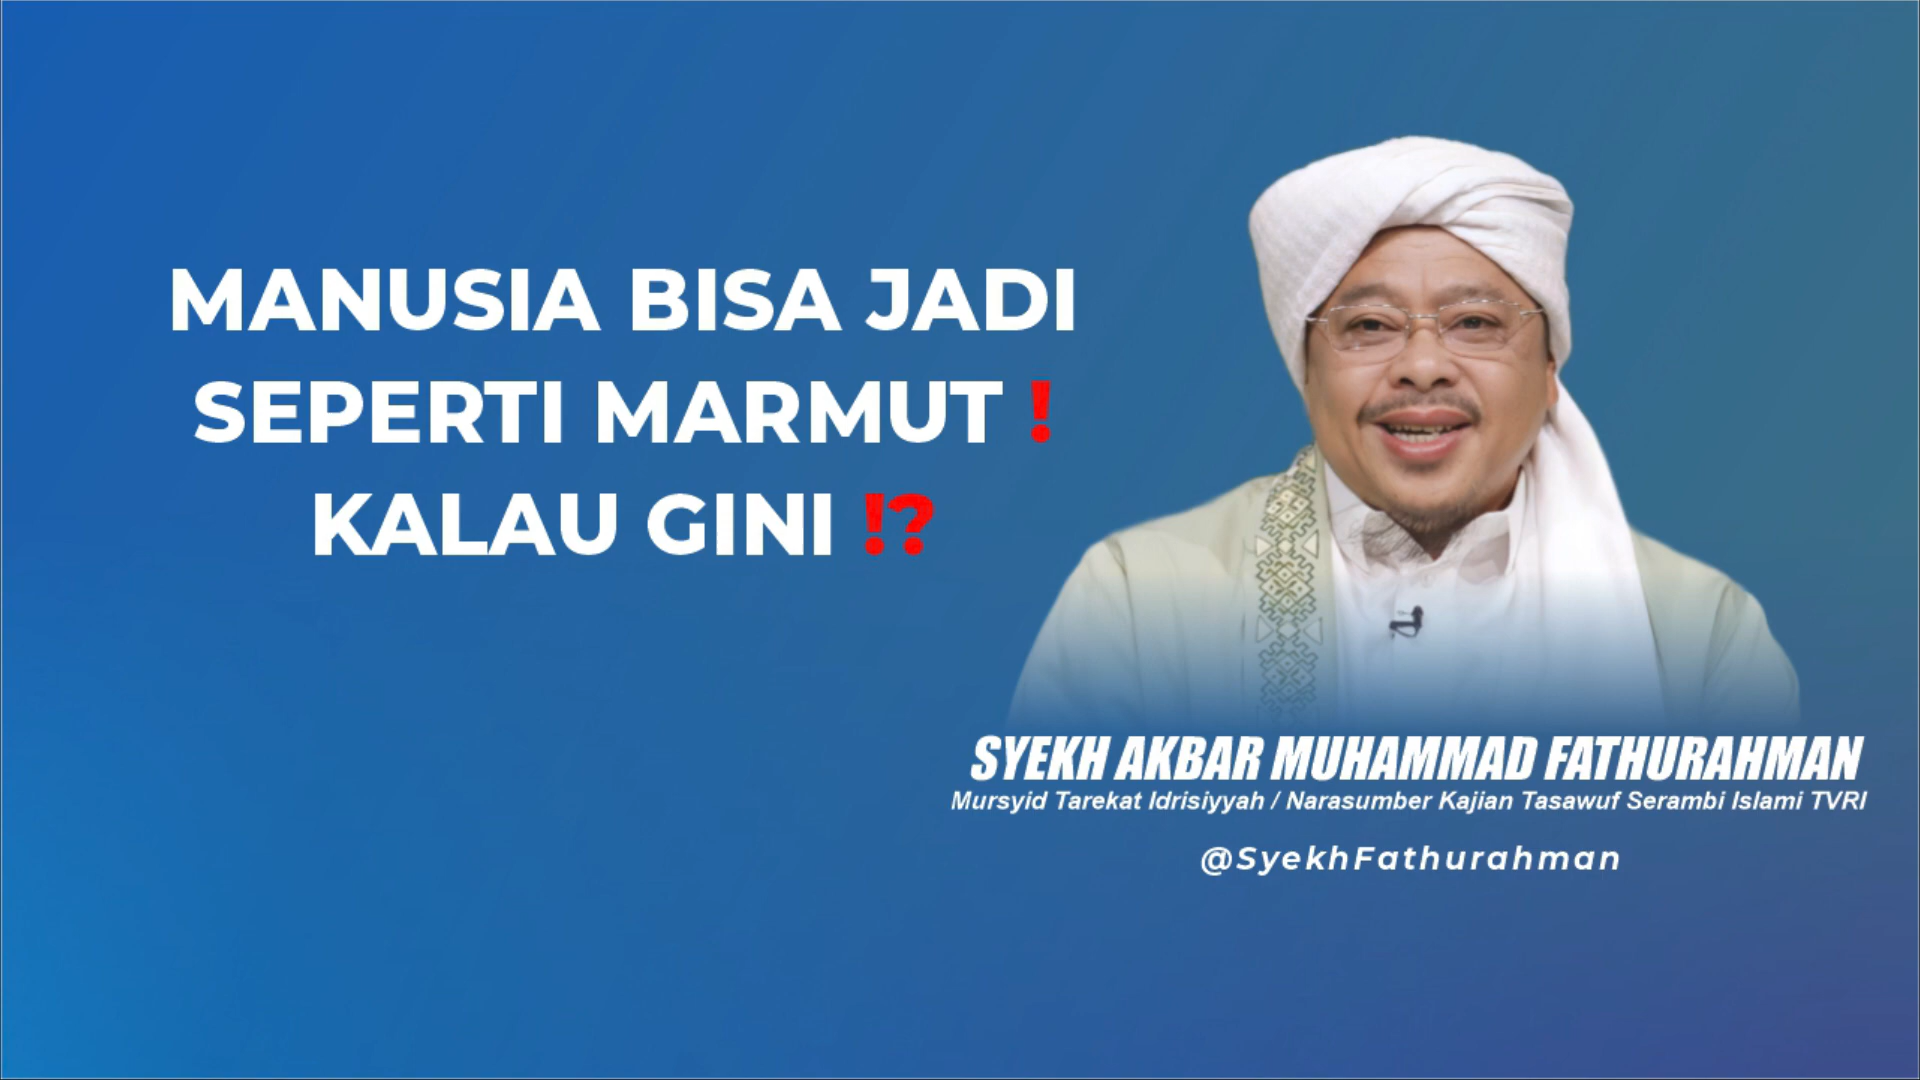 MANUSIA BISA JADI
SEPERTI MARMUT !
KALAU GINI !?
SYEKH AKBAR MUHAMMAD FATHURAHMAN
Mursyid Tarekat Idrisiyyah / Narasumber Kajian Tasawuf Serambi Islami TVRI
@SyekhFathurahman